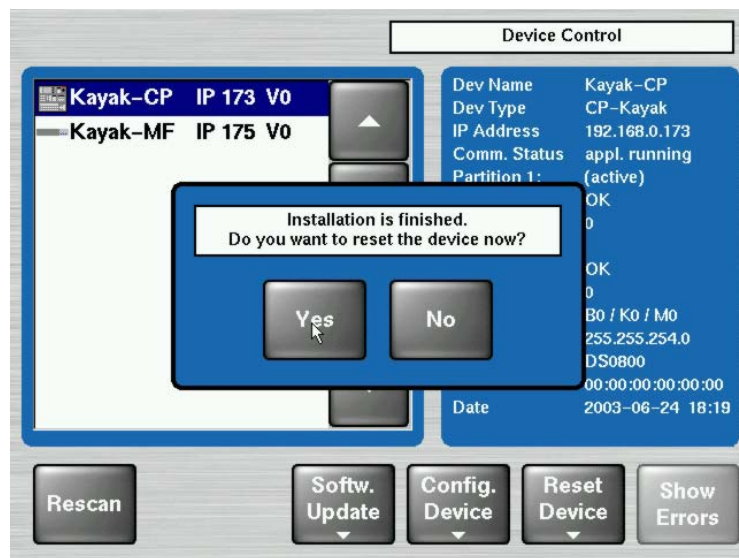 Device Control
Kayak-CP IP 173 V0
Kayak-MF IP 175 V0
Dev Name Kayak-CP
Dev Type CP-Kayak
IP Address 192.168.0.173
Comm. Status appl. running
Partition 1: (active)
OK
0
OK
0
B0 / K0 / M0
255.255.254.0
DS0800
00:00:00:00:00:00
Date 2003-06-24 18:19
Installation is finished.
Do you want to reset the device now?
Yes
No
Rescan
Softw.
Update
Config.
Device
Reset
Device
Show
Errors